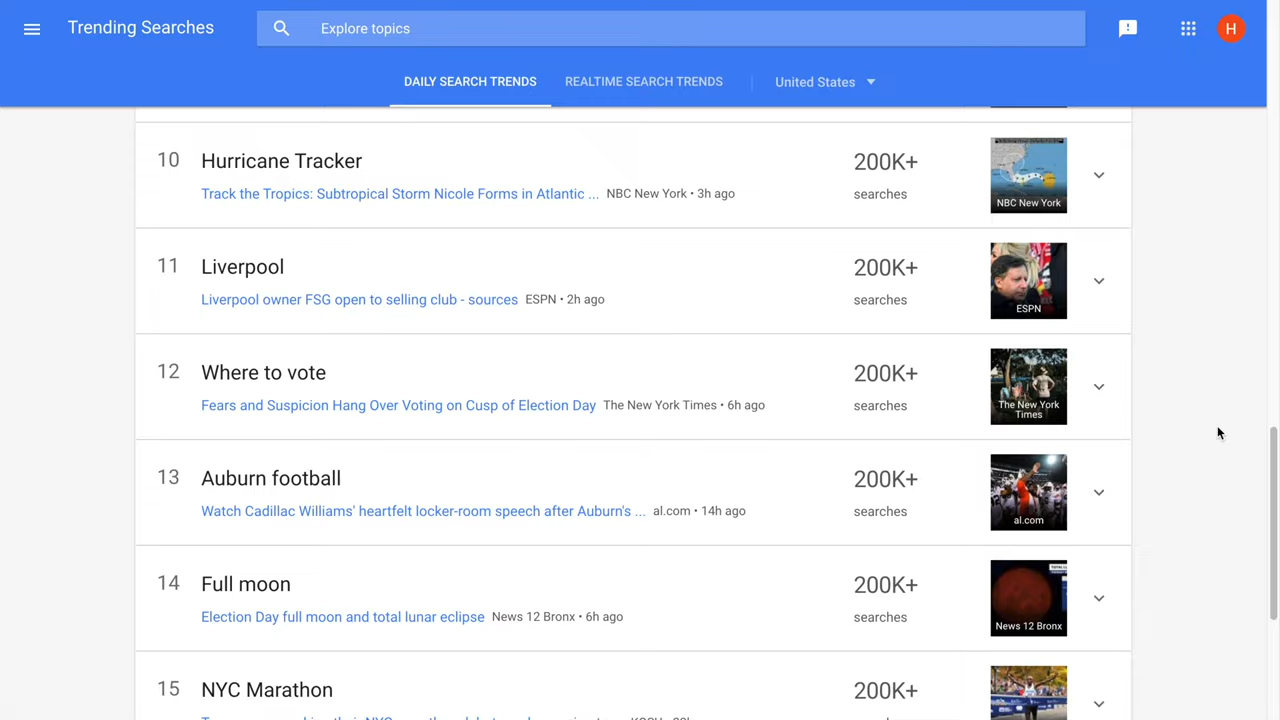 Trending Searches
Explore topics
H
DAILY SEARCH TRENDS
REALTIME SEARCH TRENDS
United States
10 Hurricane Tracker
Track the Tropics: Subtropical Storm Nicole Forms in Atlantic ... NBC New York • 3h ago
200K+
searches
NBC New York
11 Liverpool
Liverpool owner FSG open to selling club - sources ESPN • 2h ago
200K+
searches
ESPN
12 Where to vote
Fears and Suspicion Hang Over Voting on Cusp of Election Day The New York Times • 6h ago
200K+
searches
The New York
Times
13 Auburn football
Watch Cadillac Williams' heartfelt locker-room speech after Auburn's ... al.com • 14h ago
200K+
searches
al.com
14 Full moon
Election Day full moon and total lunar eclipse News 12 Bronx • 6h ago
200K+
searches
News 12 Bronx
15 NYC Marathon
200K+